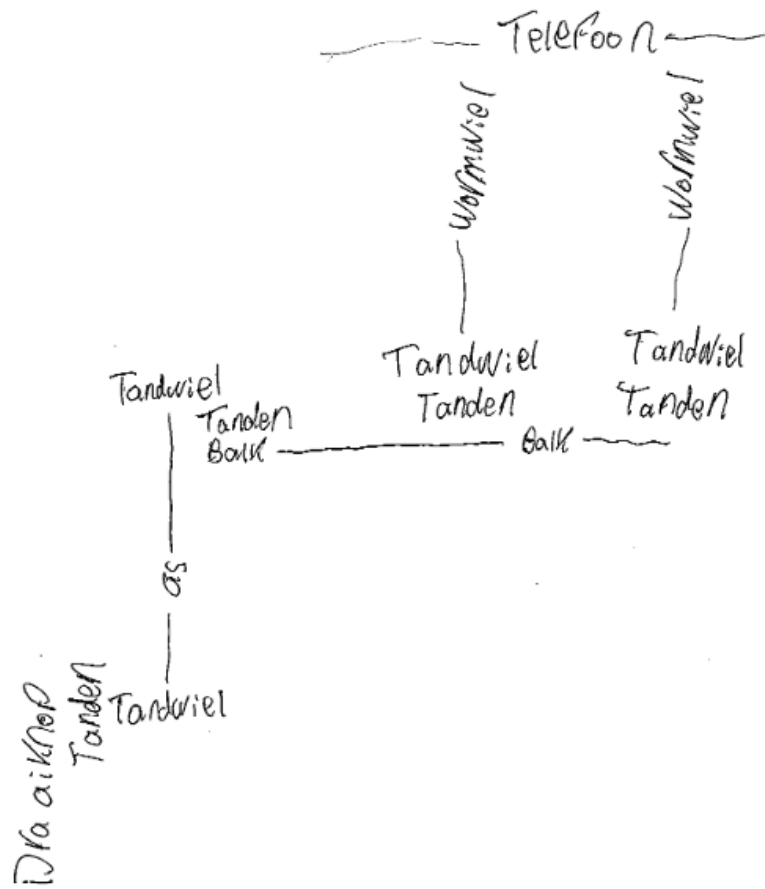 Telefoon
Wormwiel
Wormwiel
Tandwiel
Tanden
Tandwiel
Tanden
Tandwiel
Tanden
Balk
Balk
as
Tandwiel
Tanden
Draaiknop